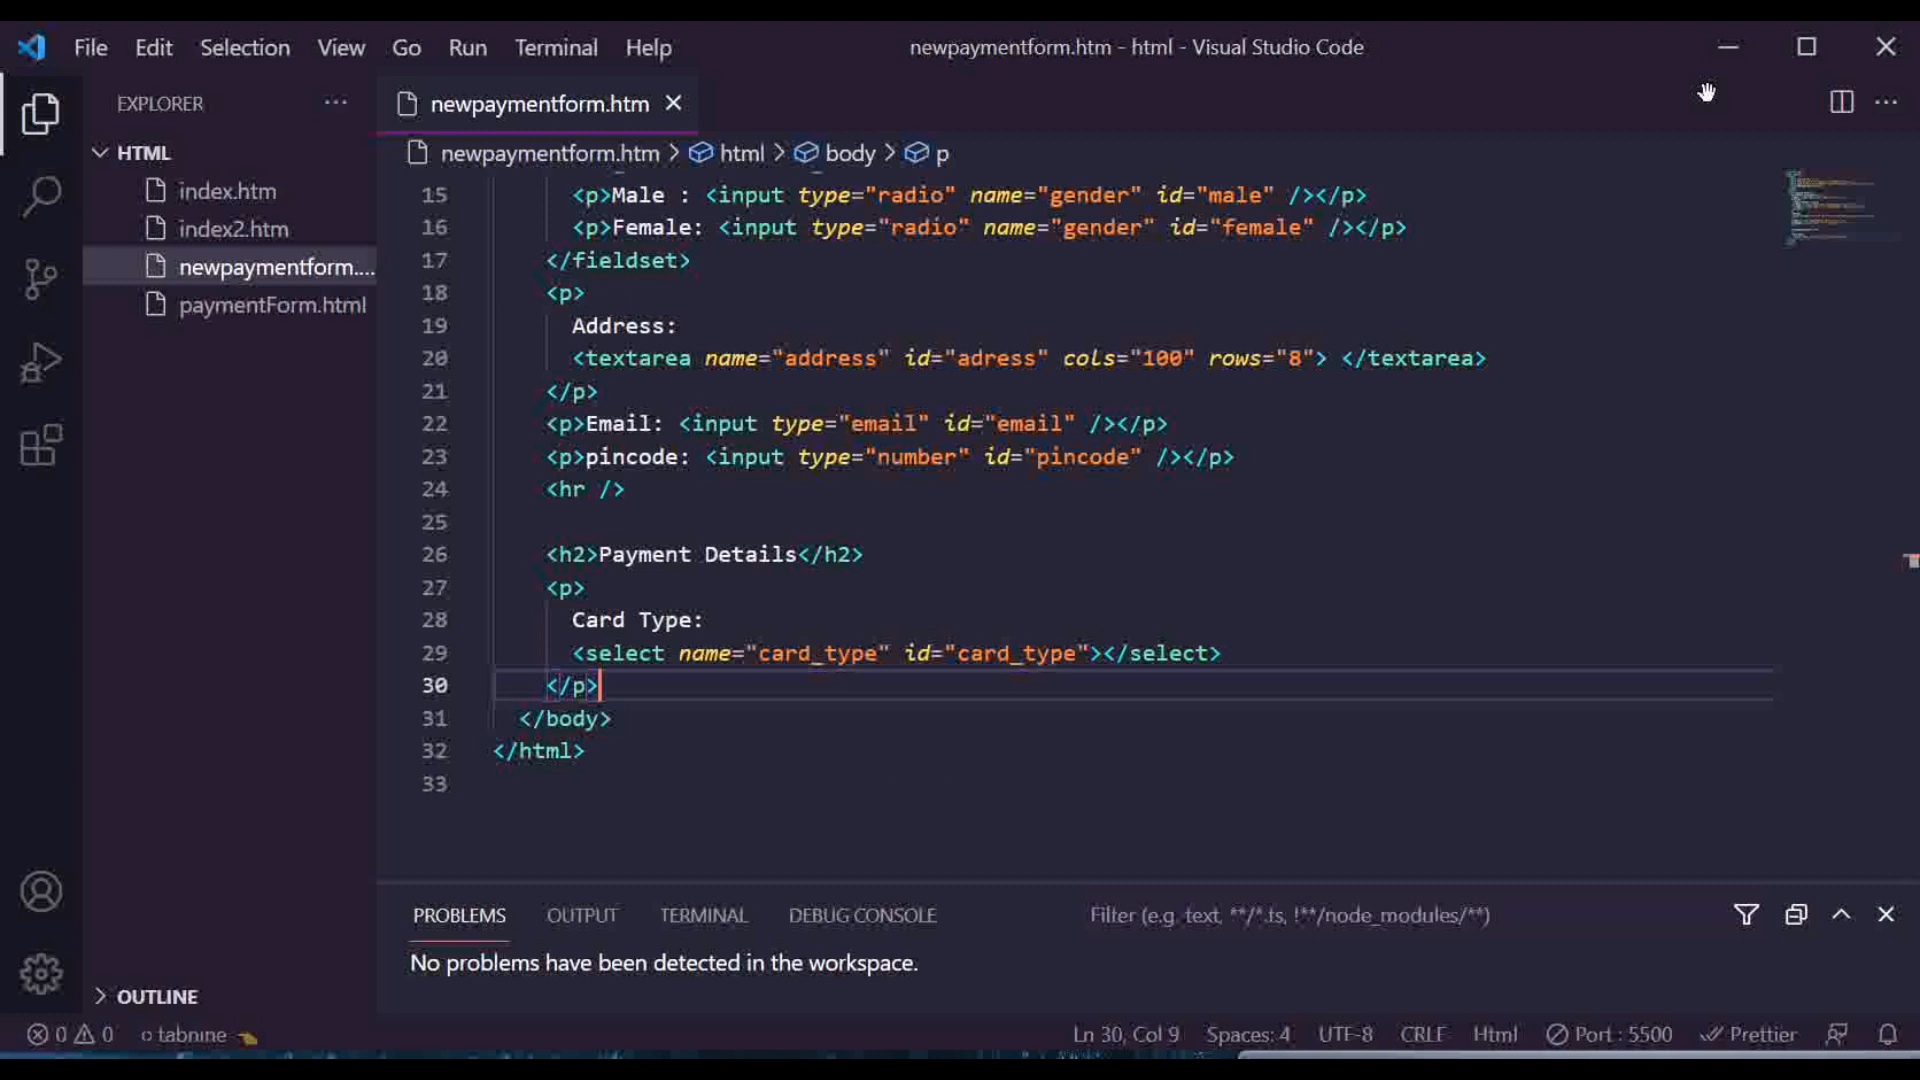 File Edit Selection View Go Run Terminal Help newpaymentform.htm - html - Visual Studio Code
EXPLORER ··· newpaymentform.htm
HTML
index.htm
index2.htm
newpaymentform....
paymentForm.html
newpaymentform.htm > html > body > p
15 <p>Male : <input type="radio" name="gender" id="male" /></p>
16 <p>Female: <input type="radio" name="gender" id="female" /></p>
17 </fieldset>
18 <p>
19 Address:
20 <textarea name="address" id="adress" cols="100" rows="8"> </textarea>
21 </p>
22 <p>Email: <input type="email" id="email" /></p>
23 <p>pincode: <input type="number" id="pincode" /></p>
24 <hr />
25
26 <h2>Payment Details</h2>
27 <p>
28 Card Type:
29 <select name="card_type" id="card_type"></select>
30 </p>
31 </body>
32 </html>
33
PROBLEMS OUTPUT TERMINAL DEBUG CONSOLE Filter (e.g. text, **/*.ts, !**/node_modules/**)
No problems have been detected in the workspace.
OUTLINE
0 0 tabnine Ln 30, Col 9 Spaces: 4 UTF-8 CRLF Html Port : 5500 Prettier